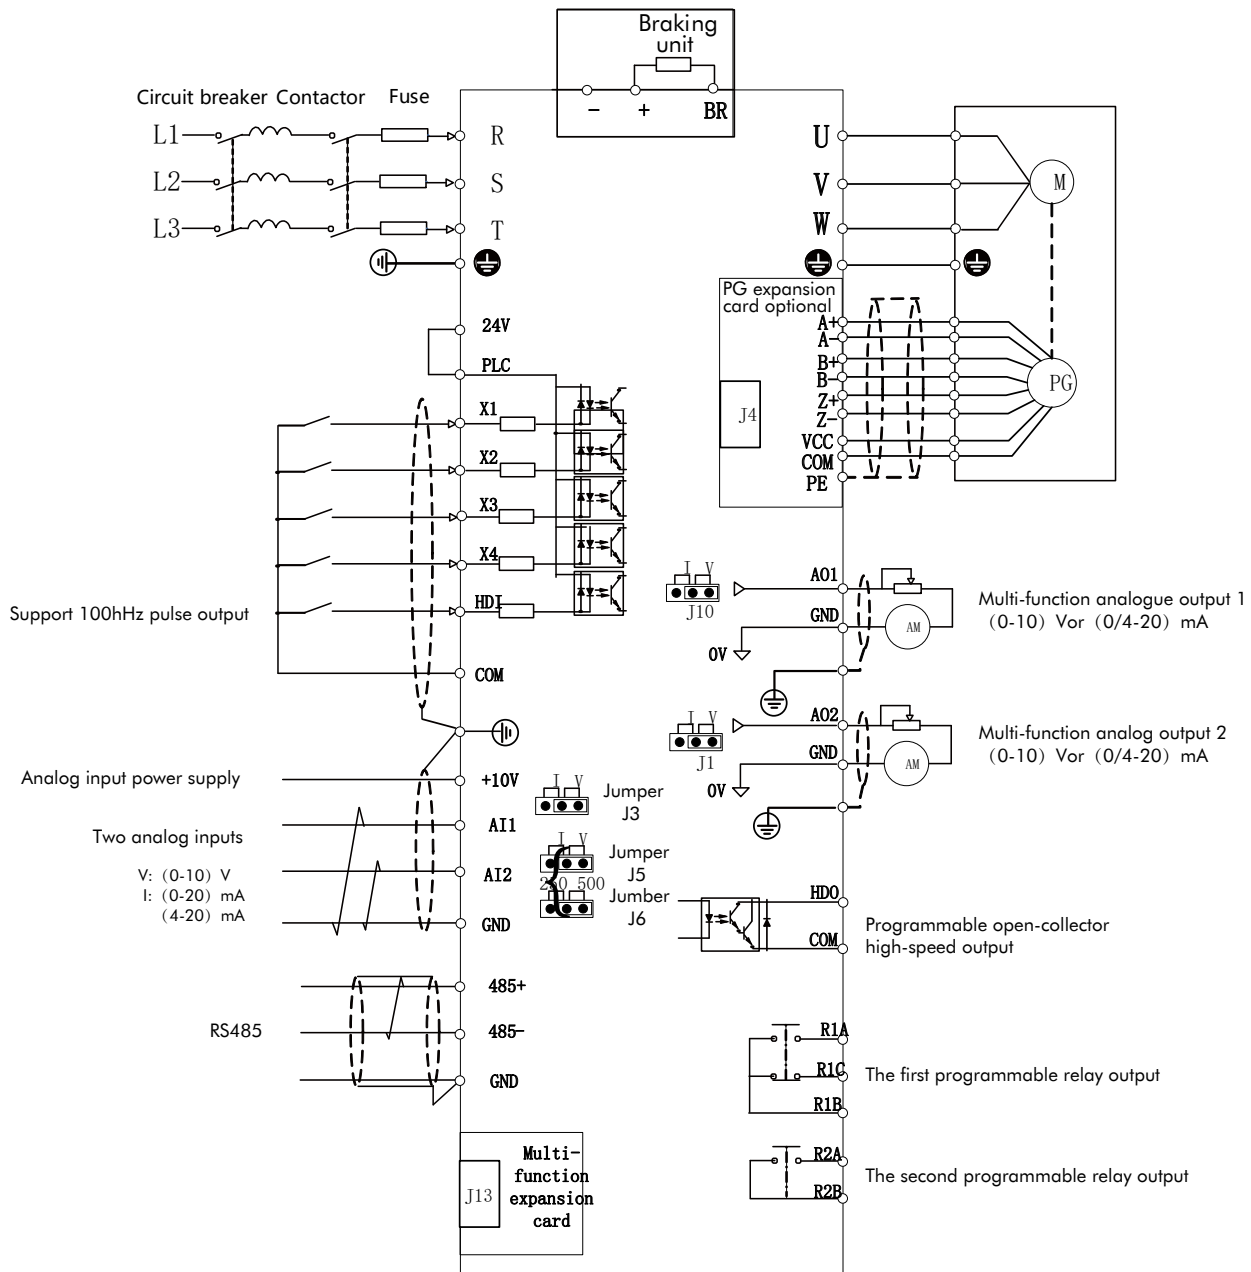 Braking
unit
- + BR
Circuit breaker Contactor Fuse
L1
R
L2
S
L3
T
U
V
W
M
PG expansion
card optional
A+
A-
B+
B-
Z+
Z-
VCC
COM
PE
J4
PG
24V
PLC
X1
X2
X3
X4
HDI
Support 100hHz pulse output
COM
I V
J10
AO1
GND
0V
AM
Multi-function analogue output 1
(0-10) Vor (0/4-20) mA
I V
J1
AO2
GND
0V
AM
Multi-function analog output 2
(0-10) Vor (0/4-20) mA
Analog input power supply
+10V
I V
Jumper
J3
Two analog inputs
AI1
V: (0-10) V
I: (0-20) mA
(4-20) mA
AI2
I V
Jumper
J5
250 500
Jumber
J6
GND
HDO
COM
Programmable open-collector
high-speed output
RS485
485+
485-
GND
R1A
R1C
R1B
The first programmable relay output
R2A
R2B
The second programmable relay output
J13
Multi-
function
expansion
card